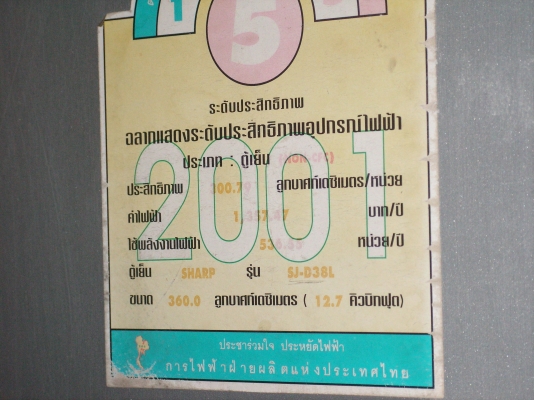 1 5
ระดับประสิทธิภาพ
ฉลากแสดงระดับประสิทธิภาพอุปกรณ์ไฟฟ้า
2001
ประเภท : ตู้เย็น
ประสิทธิภาพ 100.79 ลูกบาศก์เดซิเมตร/หน่วย
ค่าไฟฟ้า บาท/ปี
ใช้พลังงานไฟฟ้า หน่วย/ปี
ตู้เย็น SHARP รุ่น SJ-D38L
ขนาด 360.0 ลูกบาศก์เดซิเมตร ( 12.7 คิวบิกฟุต)
ประชาร่วมใจ ประหยัดไฟฟ้า
การไฟฟ้าฝ่ายผลิตแห่งประเทศไทย